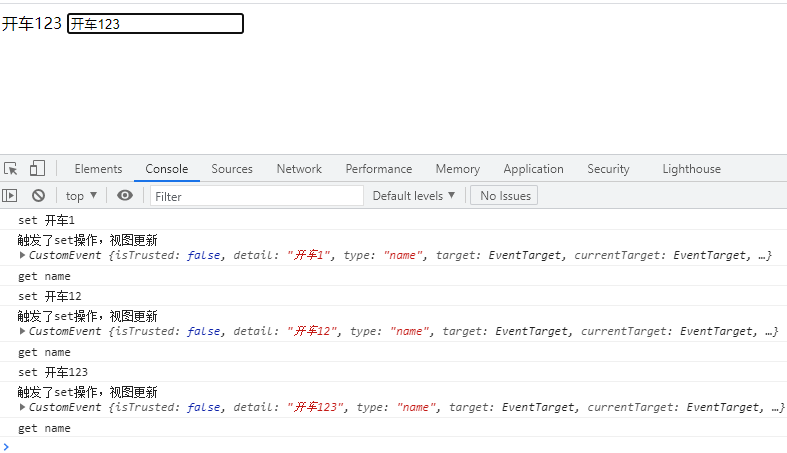 开车123 开车123
Elements Console Sources Network Performance Memory Application Security Lighthouse
top ▼ Filter Default levels ▼ No Issues
set 开车1
触发了set操作，视图更新
▶ CustomEvent {isTrusted: false, detail: "开车1", type: "name", target: EventTarget, currentTarget: EventTarget, …}
get name
set 开车12
触发了set操作，视图更新
▶ CustomEvent {isTrusted: false, detail: "开车12", type: "name", target: EventTarget, currentTarget: EventTarget, …}
get name
set 开车123
触发了set操作，视图更新
▶ CustomEvent {isTrusted: false, detail: "开车123", type: "name", target: EventTarget, currentTarget: EventTarget, …}
get name
>